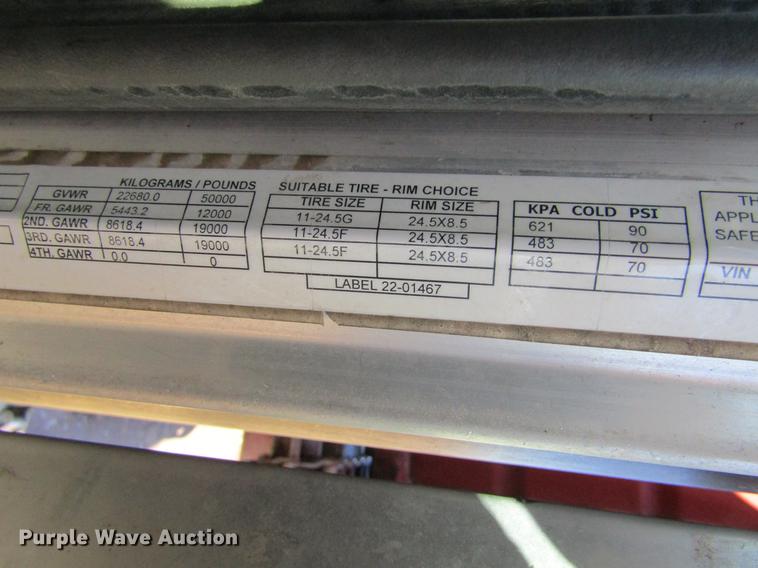 KILOGRAMS / POUNDS
GVWR 22680.0 50000
FR. GAWR 5443.2 12000
2ND. GAWR 8618.4 19000
3RD. GAWR 8618.4 19000
4TH. GAWR 0.0 0
SUITABLE TIRE - RIM CHOICE
TIRE SIZE RIM SIZE
11-24.5G 24.5X8.5
11-24.5F 24.5X8.5
11-24.5F 24.5X8.5
LABEL 22-01467
KPA COLD PSI
621 90
483 70
483 70
TH
APPL
SAFE
VIN
Purple Wave Auction